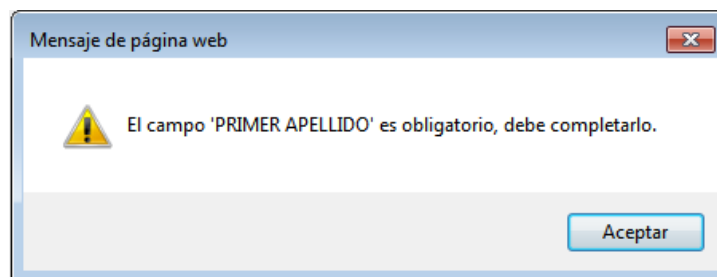 Mensaje de página web
El campo 'PRIMER APELLIDO' es obligatorio, debe completarlo.
Aceptar